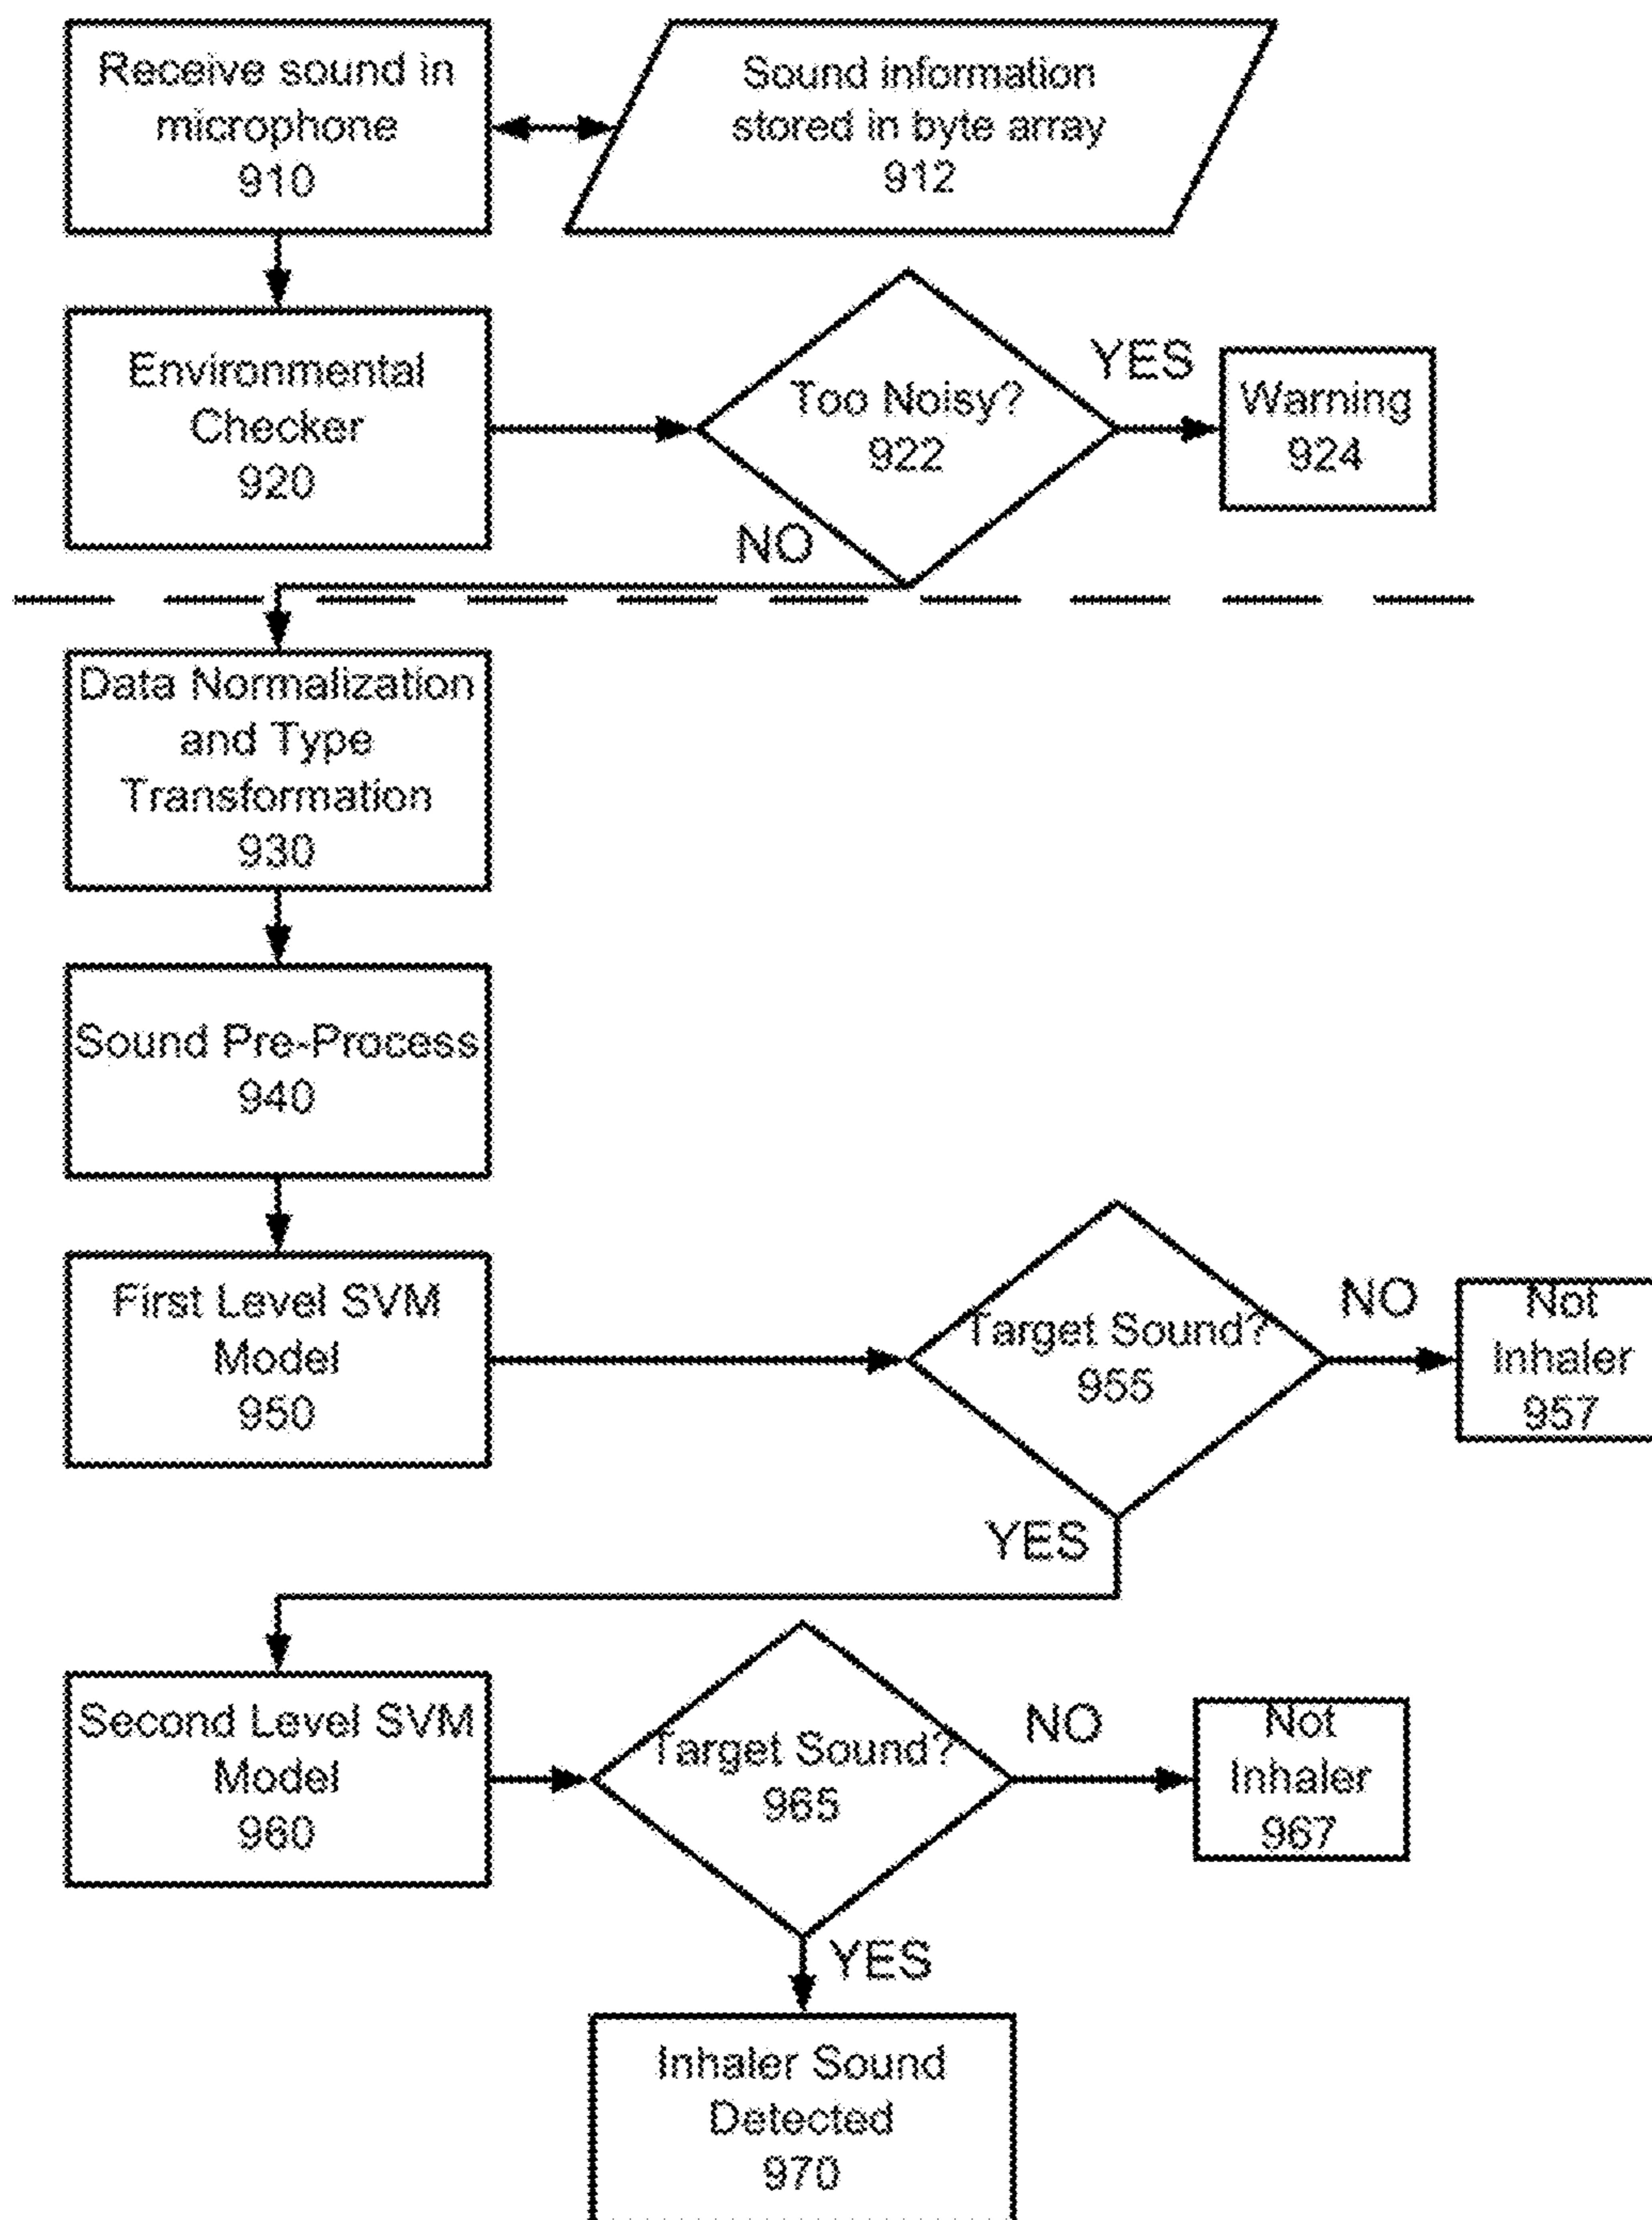 Receive sound in
microphone
910
Sound information
stored in byte array
912
Environmental
Checker
920
Too Noisy?
922
YES
Warning
924
NO
Data Normalization
and Type
Transformation
930
Sound Pre-Process
940
First Level SVM
Model
950
Target Sound?
955
NO
Not
Inhaler
957
YES
Second Level SVM
Model
960
Target Sound?
965
NO
Not
Inhaler
967
YES
Inhaler Sound
Detected
970